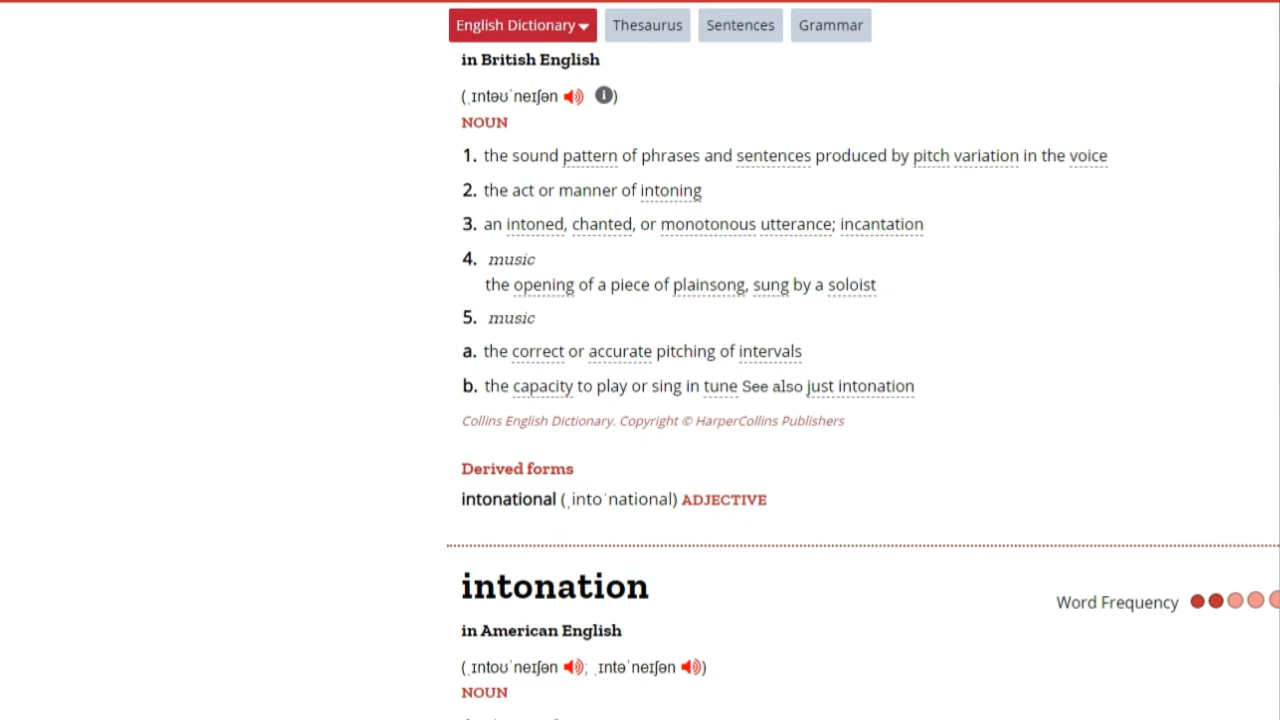 English Dictionary Thesaurus Sentences Grammar
in British English
(ˌɪntəʊˈneɪʃən)
NOUN
1. the sound pattern of phrases and sentences produced by pitch variation in the voice
2. the act or manner of intoning
3. an intoned, chanted, or monotonous utterance; incantation
4. music
the opening of a piece of plainsong, sung by a soloist
5. music
a. the correct or accurate pitching of intervals
b. the capacity to play or sing in tune See also just intonation
Collins English Dictionary. Copyright © HarperCollins Publishers
Derived forms
intonational (ˌintoˈnational) ADJECTIVE
intonation
Word Frequency
in American English
(ˌɪntoʊˈneɪʃən; ˌɪntəˈneɪʃən)
NOUN